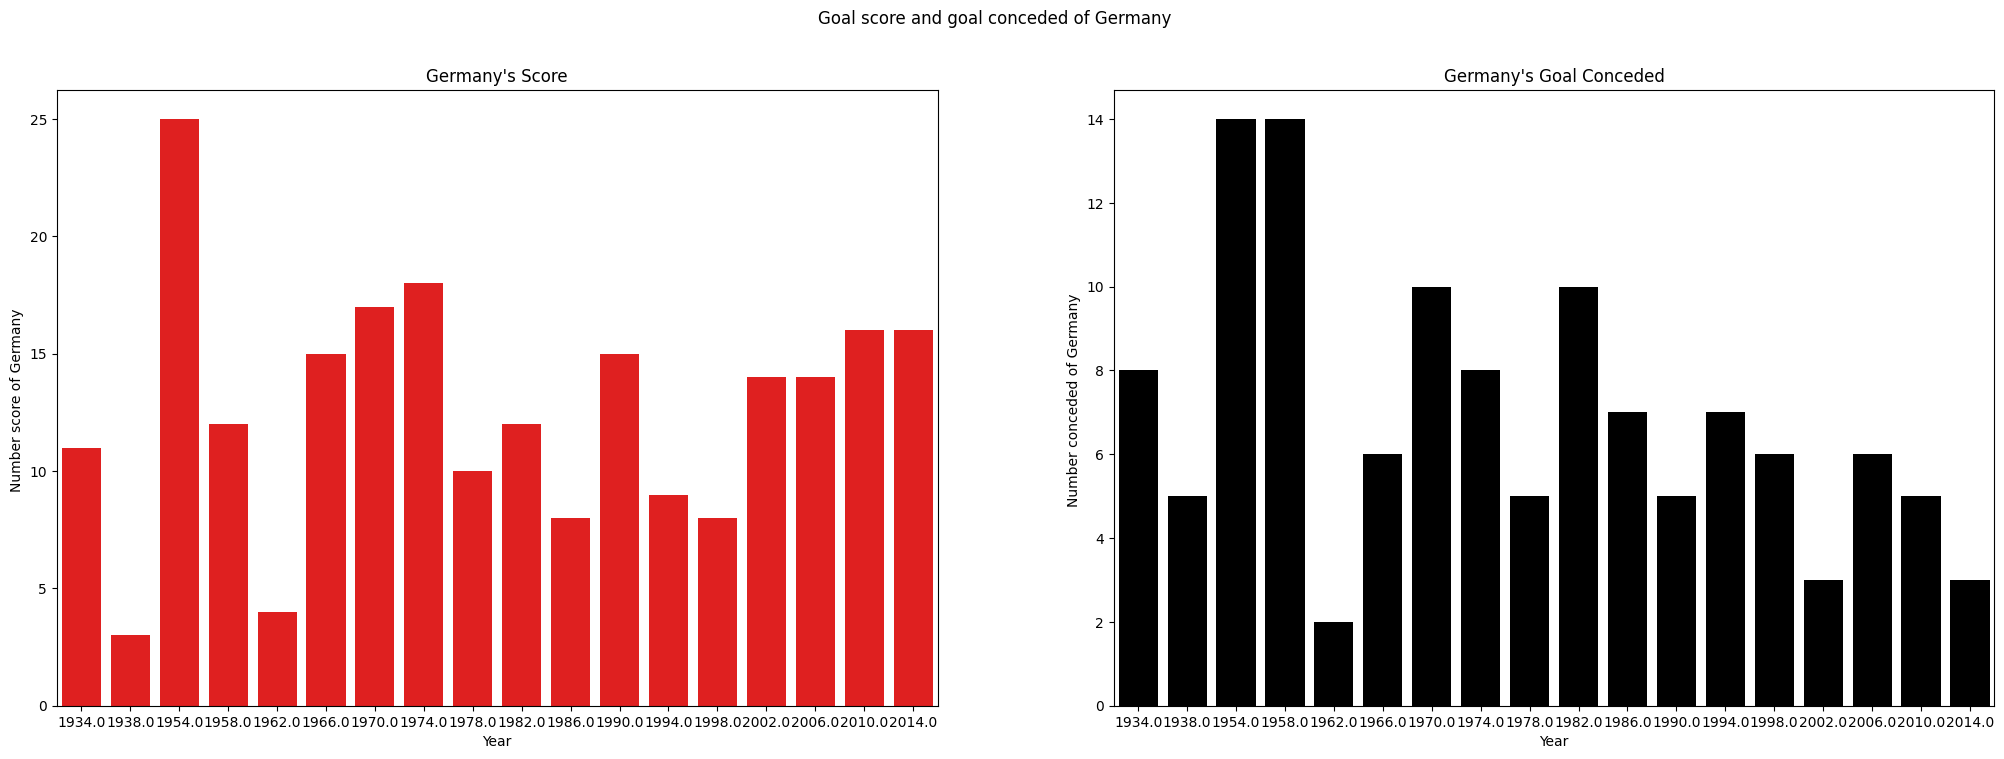 Goal score and goal conceded of Germany
Germany's Score
Number score of Germany
25
20
15
10
5
0
1934.0 1938.0 1954.0 1958.0 1962.0 1966.0 1970.0 1974.0 1978.0 1982.0 1986.0 1990.0 1994.0 1998.0 2002.0 2006.0 2010.0 2014.0
Year
Germany's Goal Conceded
Number conceded of Germany
14
12
10
8
6
4
2
0
1934.0 1938.0 1954.0 1958.0 1962.0 1966.0 1970.0 1974.0 1978.0 1982.0 1986.0 1990.0 1994.0 1998.0 2002.0 2006.0 2010.0 2014.0
Year